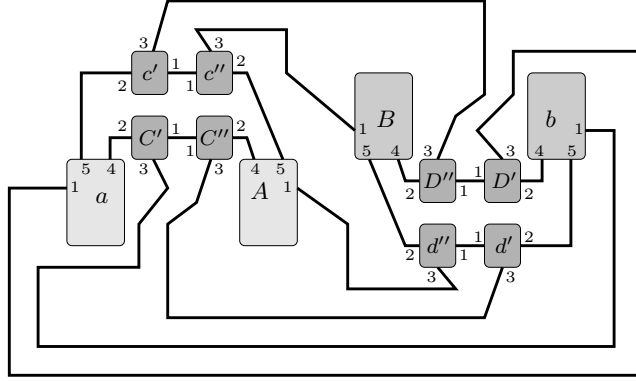 3 3
c′ 1 c″ 2
2 1
B b
2 C′ 1 C″ 2 1 1
1 5 4 3 3 4 5
5 4 3 3 4 5 D″ 1 D′
1 a A 1 2 1 2
d″ 1 d′ 2
2 1
3 3